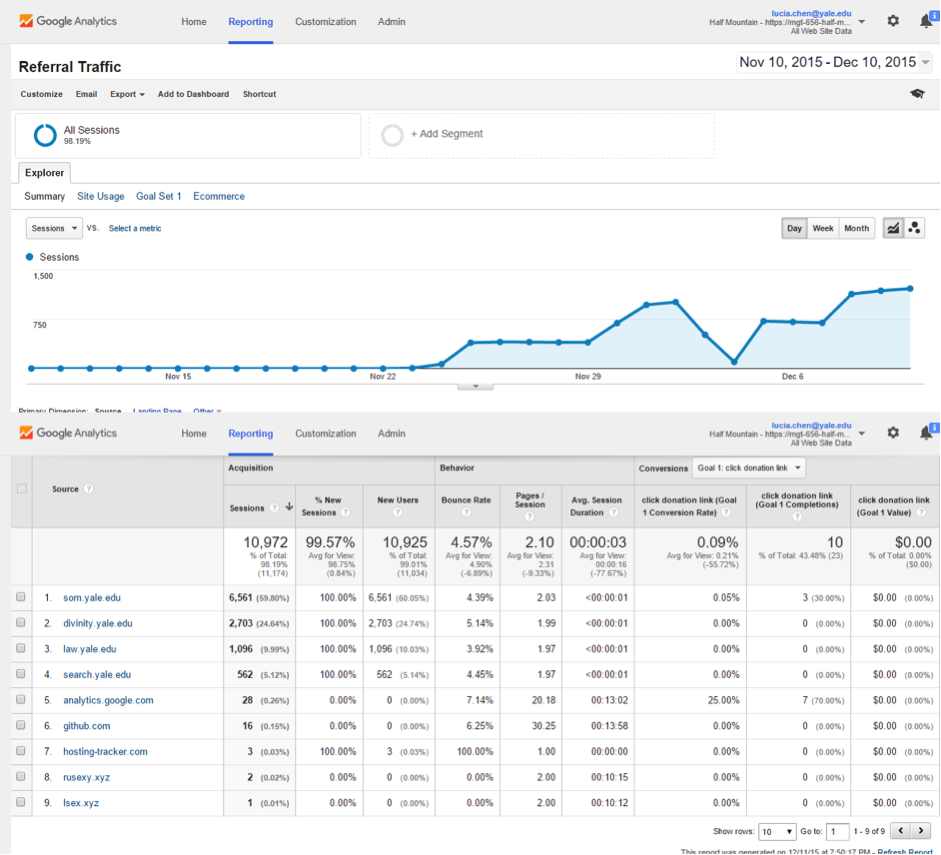 Google Analytics Home Reporting Customization Admin
lucia.chen@yale.edu
Half Mountain - https://mgt-656-half-m...
All Web Site Data
i
Referral Traffic
Nov 10, 2015 - Dec 10, 2015
Customize Email Export Add to Dashboard Shortcut
All Sessions
98.19%
+ Add Segment
Explorer
Summary Site Usage Goal Set 1 Ecommerce
Sessions VS. Select a metric
Day Week Month
Sessions
1,500
750
Nov 15 Nov 22 Nov 29 Dec 6
Primary Dimension: Source Landing Page Other
Google Analytics Home Reporting Customization Admin
lucia.chen@yale.edu
Half Mountain - https://mgt-656-half-m...
All Web Site Data
i
Acquisition Behavior Conversions Goal 1: click donation link
Source ? Sessions ? % New Sessions ? New Users ? Bounce Rate ? Pages / Session ? Avg. Session Duration ? click donation link (Goal 1 Conversion Rate) ? click donation link (Goal 1 Completions) ? click donation link (Goal 1 Value) ?
10,972 99.57% 10,925 4.57% 2.10 00:00:03 0.09% 10 $0.00
% of Total: 98.19% (11,174) Avg for View: 98.75% (0.84%) % of Total: 99.01% (11,034) Avg for View: 4.90% (-6.89%) Avg for View: 2.31 (-9.33%) Avg for View: 00:00:16 (-77.67%) Avg for View: 0.21% (-55.72%) % of Total: 43.48% (23) % of Total: 0.00% ($0.00)
1. som.yale.edu 6,561 (59.80%) 100.00% 6,561 (60.05%) 4.39% 2.03 <00:00:01 0.05% 3 (30.00%) $0.00 (0.00%)
2. divinity.yale.edu 2,703 (24.64%) 100.00% 2,703 (24.74%) 5.14% 1.99 <00:00:01 0.00% 0 (0.00%) $0.00 (0.00%)
3. law.yale.edu 1,096 (9.99%) 100.00% 1,096 (10.03%) 3.92% 1.97 <00:00:01 0.00% 0 (0.00%) $0.00 (0.00%)
4. search.yale.edu 562 (5.12%) 100.00% 562 (5.14%) 4.45% 1.97 <00:00:01 0.00% 0 (0.00%) $0.00 (0.00%)
5. analytics.google.com 28 (0.26%) 0.00% 0 (0.00%) 7.14% 20.18 00:13:02 25.00% 7 (70.00%) $0.00 (0.00%)
6. github.com 16 (0.15%) 0.00% 0 (0.00%) 6.25% 30.25 00:13:58 0.00% 0 (0.00%) $0.00 (0.00%)
7. hosting-tracker.com 3 (0.03%) 100.00% 3 (0.03%) 100.00% 1.00 00:00:00 0.00% 0 (0.00%) $0.00 (0.00%)
8. rusexy.xyz 2 (0.02%) 0.00% 0 (0.00%) 0.00% 2.00 00:10:15 0.00% 0 (0.00%) $0.00 (0.00%)
9. lsex.xyz 1 (0.01%) 0.00% 0 (0.00%) 0.00% 2.00 00:10:12 0.00% 0 (0.00%) $0.00 (0.00%)
Show rows: 10 Go to: 1 1 - 9 of 9
This report was generated on 12/11/15 at 7:50:17 PM - Refresh Report